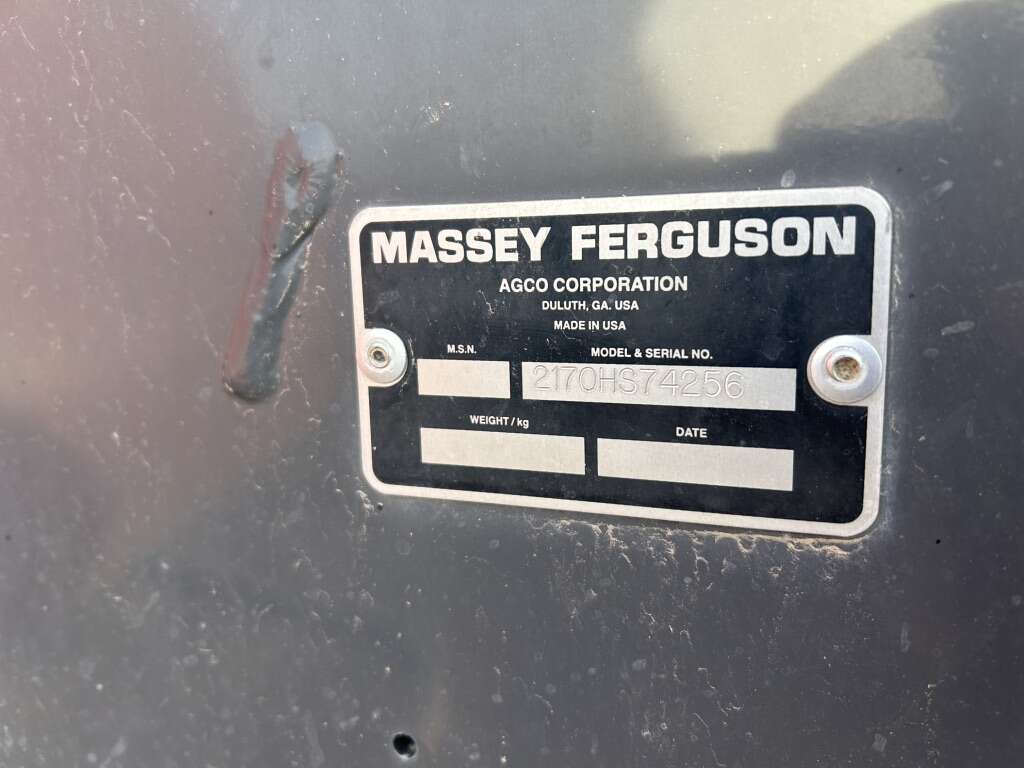 MASSEY FERGUSON
AGCO CORPORATION
DULUTH, GA. USA
MADE IN USA
M.S.N. MODEL & SERIAL NO.
2170HS74256
WEIGHT/kg DATE